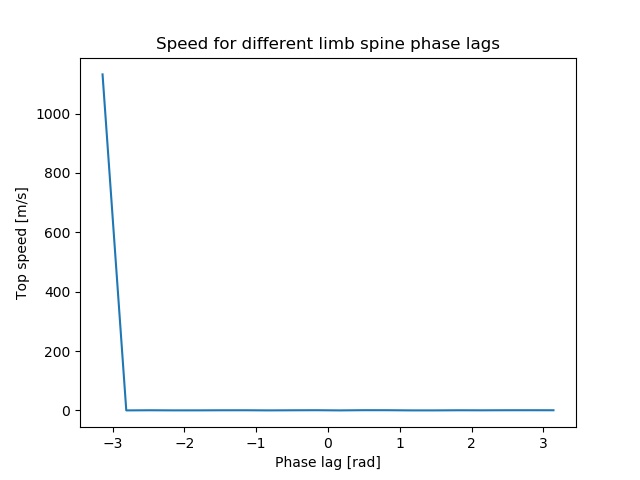 Speed for different limb spine phase lags
Top speed [m/s]
1000
800
600
400
200
0
−3 −2 −1 0 1 2 3
Phase lag [rad]